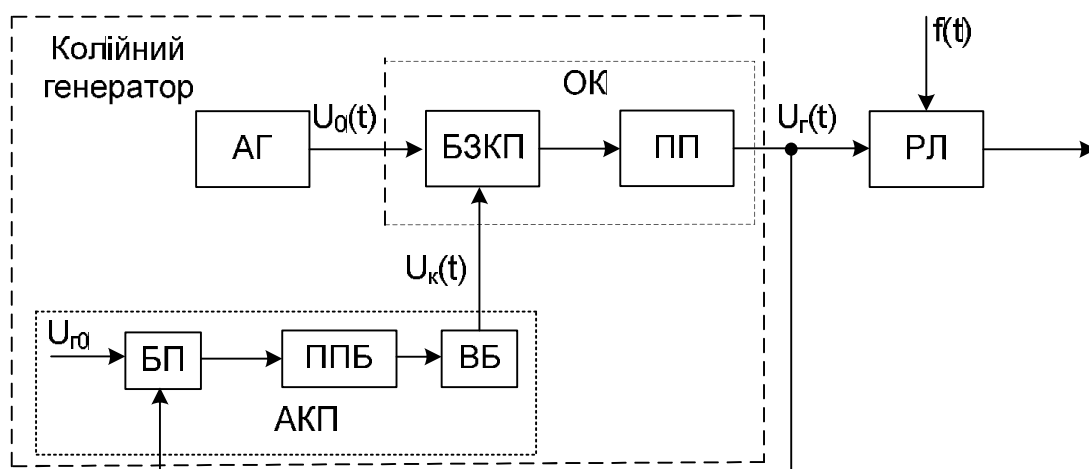 Колійний
генератор
f(t)
ОК
АГ
U₀(t)
БЗКП
ПП
Uг(t)
РЛ
Uк(t)
Uг0
БП
ППБ
ВБ
АКП